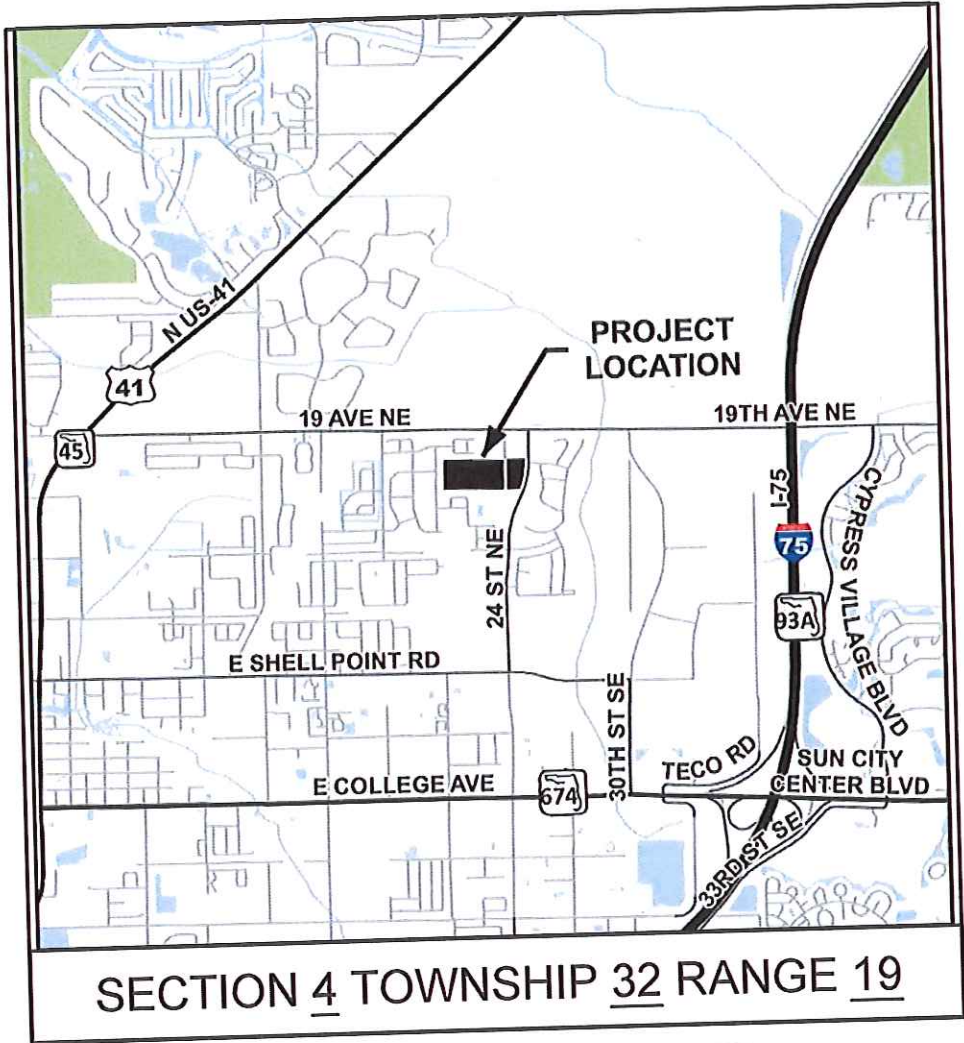 N US-41
41
45
PROJECT
LOCATION
19 AVE NE
19TH AVE NE
I-75
75
93A
CYPRESS VILLAGE BLVD
24 ST NE
E SHELL POINT RD
30TH ST SE
TECO RD
SUN CITY
CENTER BLVD
E COLLEGE AVE
674
33RD ST SE
SECTION 4 TOWNSHIP 32 RANGE 19